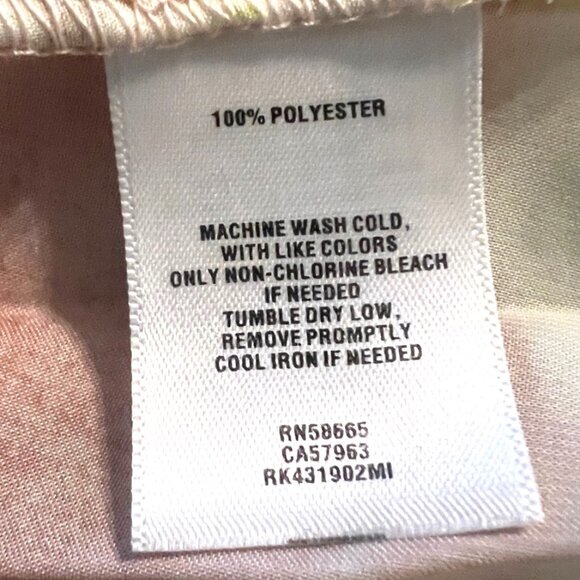 100% POLYESTER
MACHINE WASH COLD,
WITH LIKE COLORS
ONLY NON-CHLORINE BLEACH
IF NEEDED
TUMBLE DRY LOW,
REMOVE PROMPTLY
COOL IRON IF NEEDED
RN58665
CA57963
RK431902MI